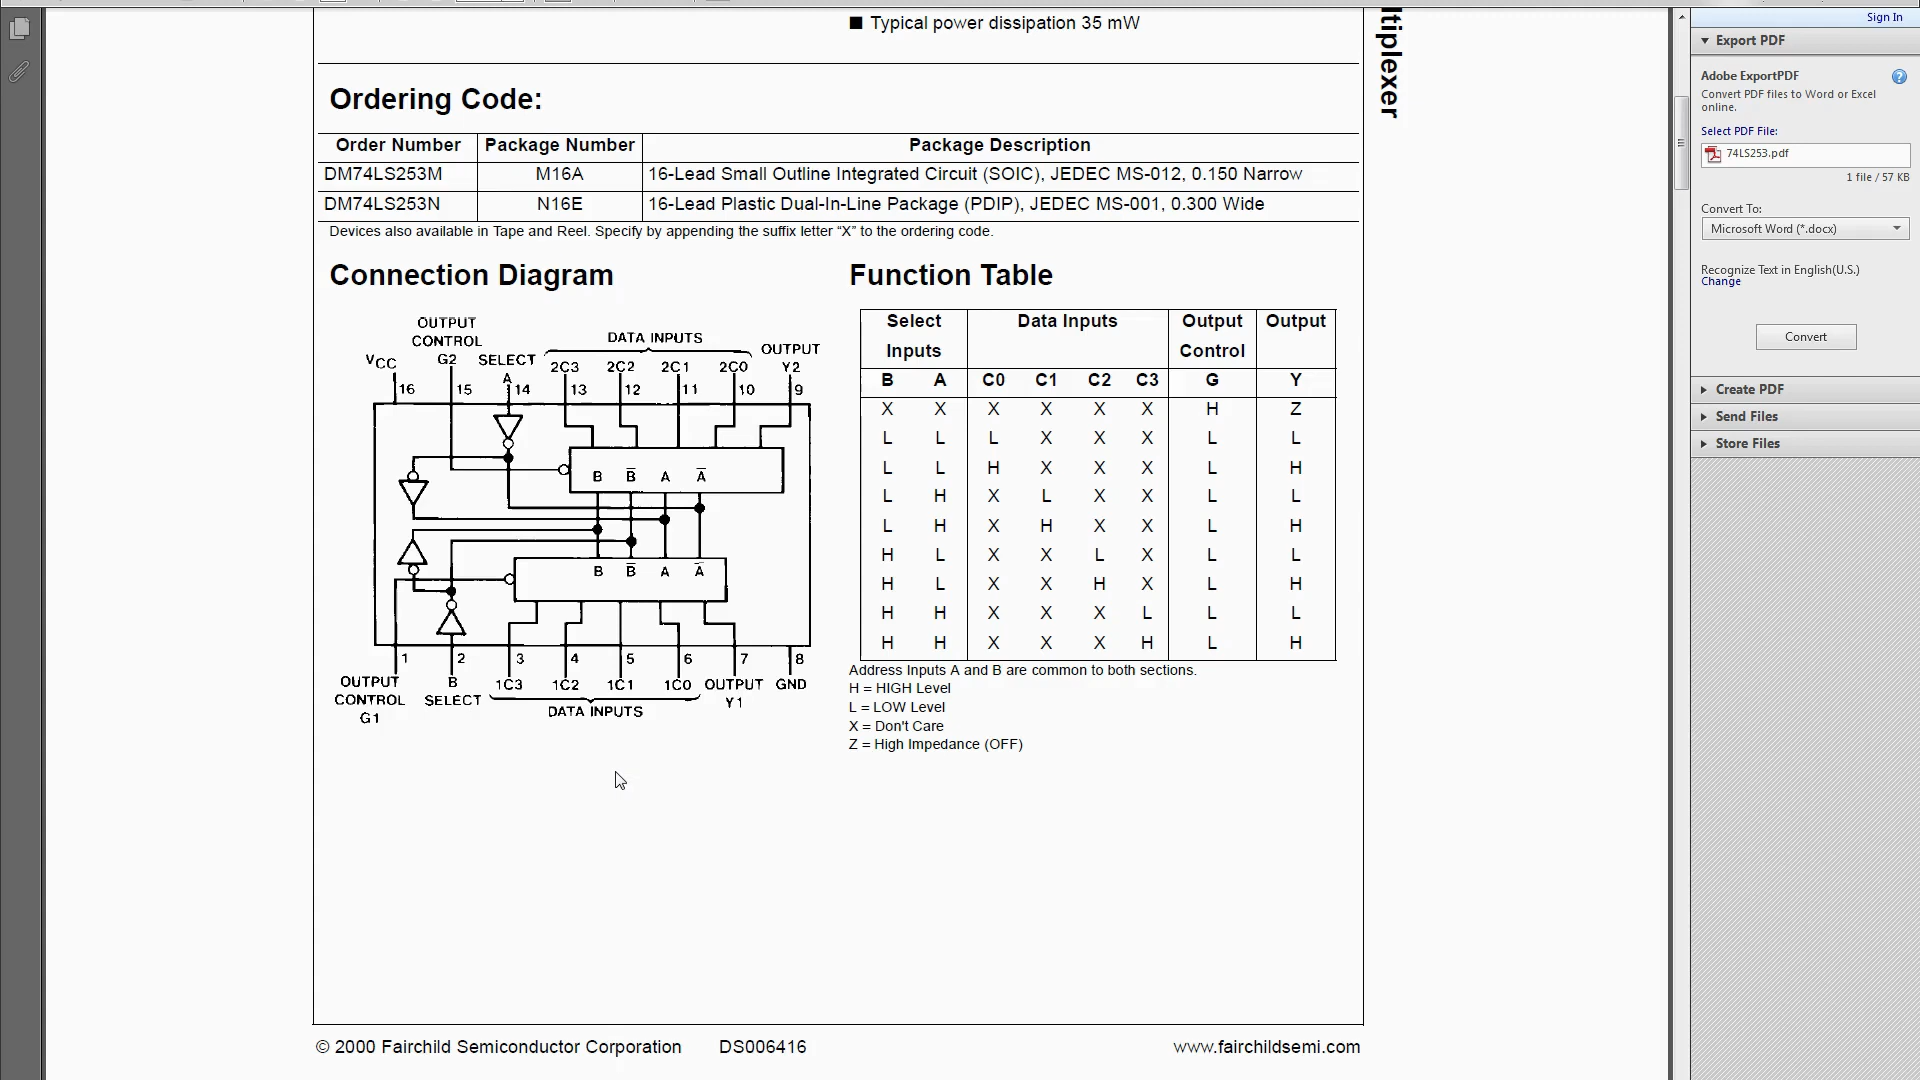 ■ Typical power dissipation 35 mW
ltiplexer
Ordering Code:
Order Number Package Number Package Description
DM74LS253M M16A 16-Lead Small Outline Integrated Circuit (SOIC), JEDEC MS-012, 0.150 Narrow
DM74LS253N N16E 16-Lead Plastic Dual-In-Line Package (PDIP), JEDEC MS-001, 0.300 Wide
Devices also available in Tape and Reel. Specify by appending the suffix letter “X” to the ordering code.
Connection Diagram
OUTPUT
CONTROL
G2
VCC
SELECT
A
DATA INPUTS
2C3 2C2 2C1 2C0
OUTPUT
Y2
16 15 14 13 12 11 10 9
B B̅ A A̅
B B̅ A A̅
1 2 3 4 5 6 7 8
OUTPUT
CONTROL
G1
B
SELECT
1C3 1C2 1C1 1C0
DATA INPUTS
OUTPUT
Y1
GND
Function Table
Select Data Inputs Output Output
Inputs Control
B A C0 C1 C2 C3 G Y
X X X X X X H Z
L L L X X X L L
L L H X X X L H
L H X L X X L L
L H X H X X L H
H L X X L X L L
H L X X H X L H
H H X X X L L L
H H X X X H L H
Address Inputs A and B are common to both sections.
H = HIGH Level
L = LOW Level
X = Don't Care
Z = High Impedance (OFF)
© 2000 Fairchild Semiconductor Corporation DS006416 www.fairchildsemi.com
Sign In
Export PDF
Adobe ExportPDF
Convert PDF files to Word or Excel
online.
Select PDF File:
74LS253.pdf
1 file / 57 KB
Convert To:
Microsoft Word (*.docx)
Recognize Text in English(U.S.)
Change
Convert
Create PDF
Send Files
Store Files